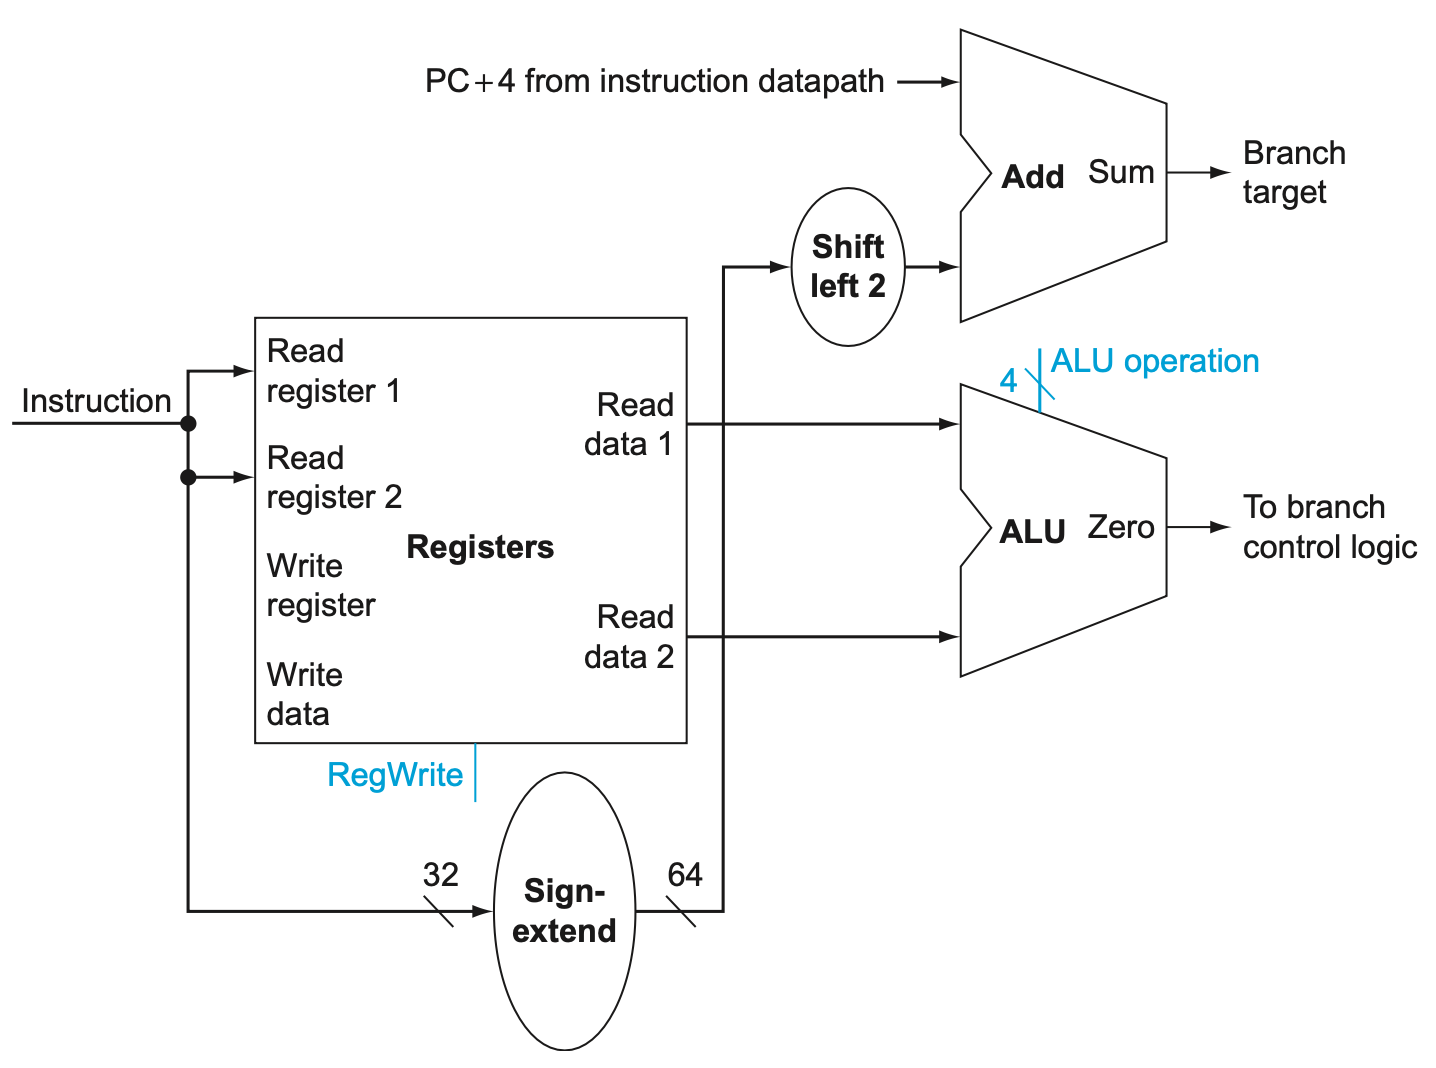 PC+4 from instruction datapath
Add
Sum
Branch
target
Shift
left 2
ALU operation
4
Instruction
Read
register 1
Read
register 2
Write
register
Write
data
Registers
Read
data 1
Read
data 2
ALU
Zero
To branch
control logic
RegWrite
32
Sign-
extend
64